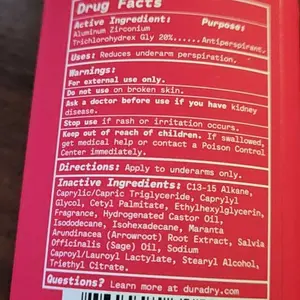 Drug Facts
Active Ingredient: Purpose:
Aluminum Zirconium
Trichlorohydrex Gly 20%......Antiperspirant.
Uses: Reduces underarm perspiration.
Warnings:
For external use only.
Do not use on broken skin.
Ask a doctor before use if you have kidney
disease.
Stop use if rash or irritation occurs.
Keep out of reach of children. If swallowed,
get medical help or contact a Poison Control
Center immediately.
Directions: Apply to underarms only.
Inactive Ingredients: C13-15 Alkane,
Caprylic/Capric Triglyceride, Caprylyl
Glycol, Cetyl Palmitate, Ethylhexylglycerin,
Fragrance, Hydrogenated Castor Oil,
Isododecane, Isohexadecane, Maranta
Arundinacea (Arrowroot) Root Extract, Salvia
Officinalis (Sage) Oil, Sodium
Caproyl/Lauroyl Lactylate, Stearyl Alcohol,
Triethyl Citrate.
Questions? Learn more at duradry.com.